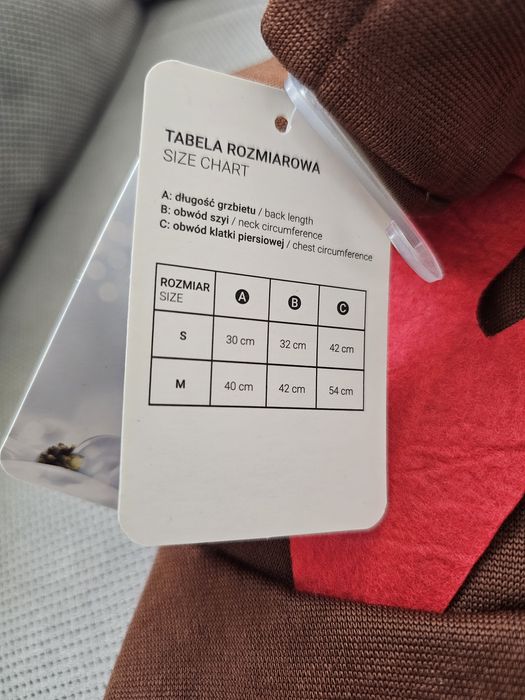 TABELA ROZMIAROWA
SIZE CHART
A: długość grzbietu / back length
B: obwód szyi / neck circumference
C: obwód klatki piersiowej / chest circumference
ROZMIAR A B C
SIZE
S 30 cm 32 cm 42 cm
M 40 cm 42 cm 54 cm